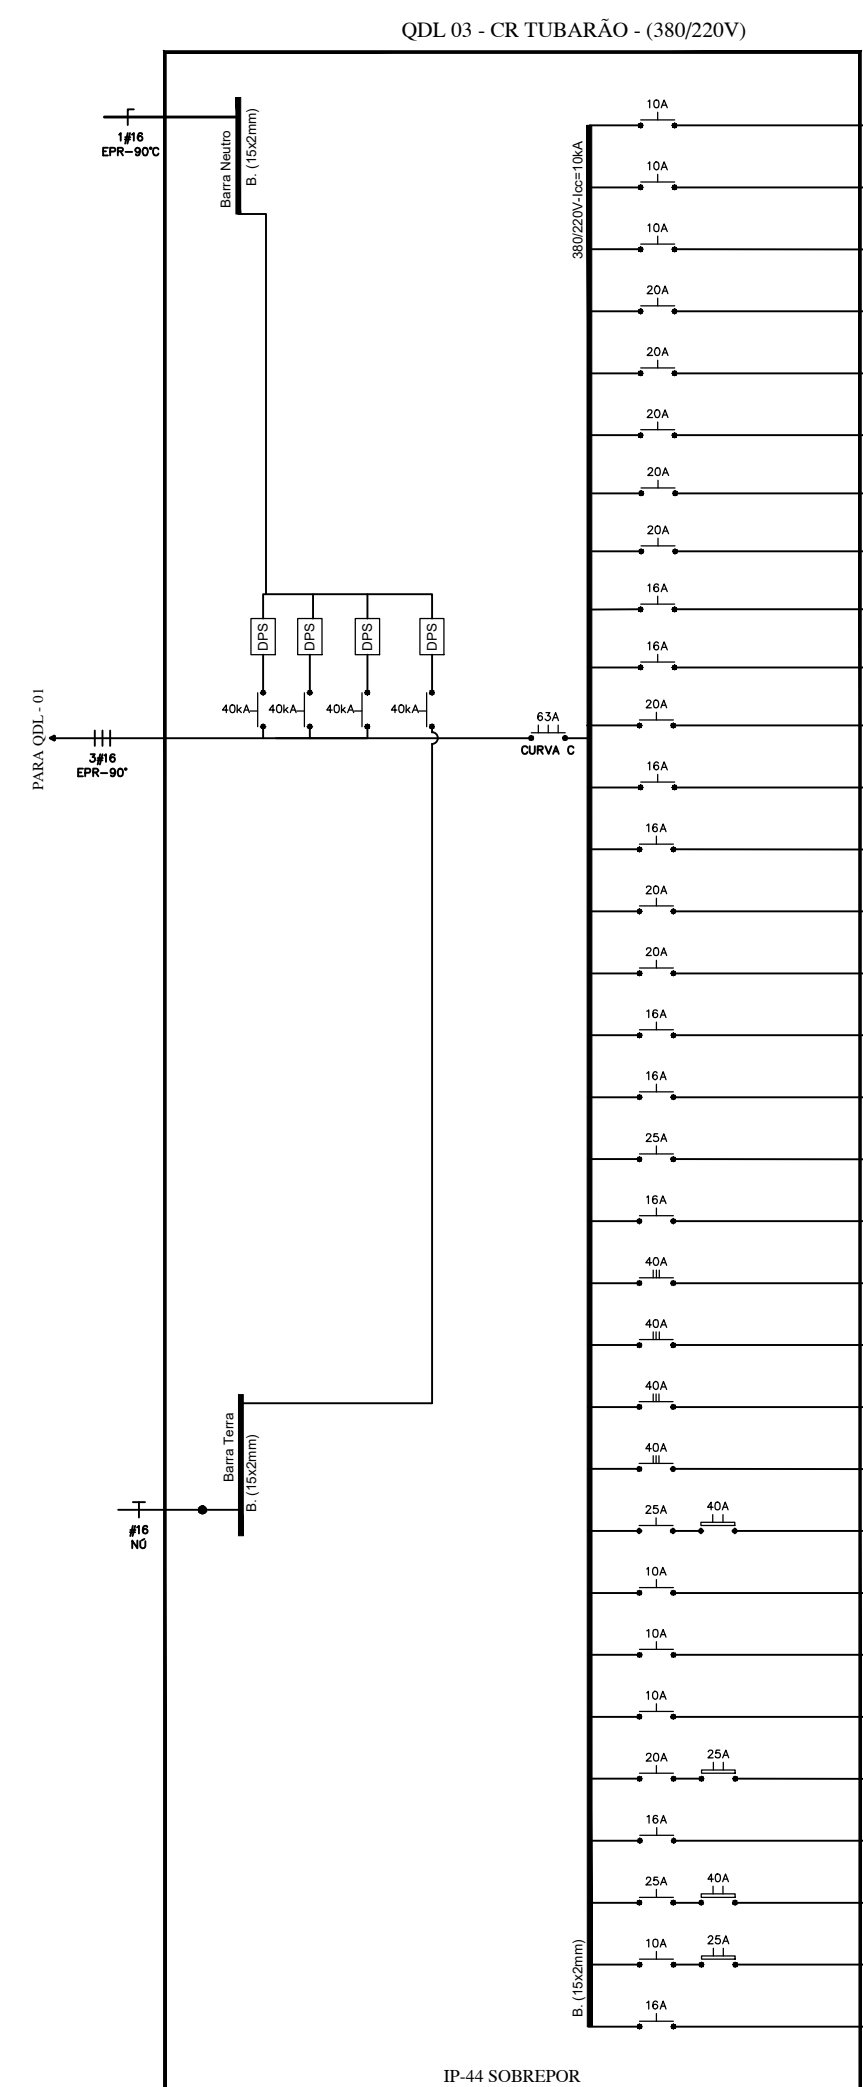 QDL 03 - CR TUBARÃO - (380/220V)
1#16
EPR-90°C
Barra Neutro
B. (15x2mm)
380/220V-Icc=10kA
10A
10A
10A
20A
20A
20A
20A
20A
16A
16A
20A
16A
16A
20A
20A
16A
16A
25A
16A
40A
40A
40A
40A
25A
40A
10A
10A
10A
20A
25A
16A
25A
40A
10A
25A
16A
DPS
DPS
DPS
DPS
40kA
40kA
40kA
40kA
PARA QDL - 01
3#16
EPR-90°
63A
CURVA C
Barra Terra
B. (15x2mm)
#16
NÚ
B. (15x2mm)
IP-44 SOBREPOR